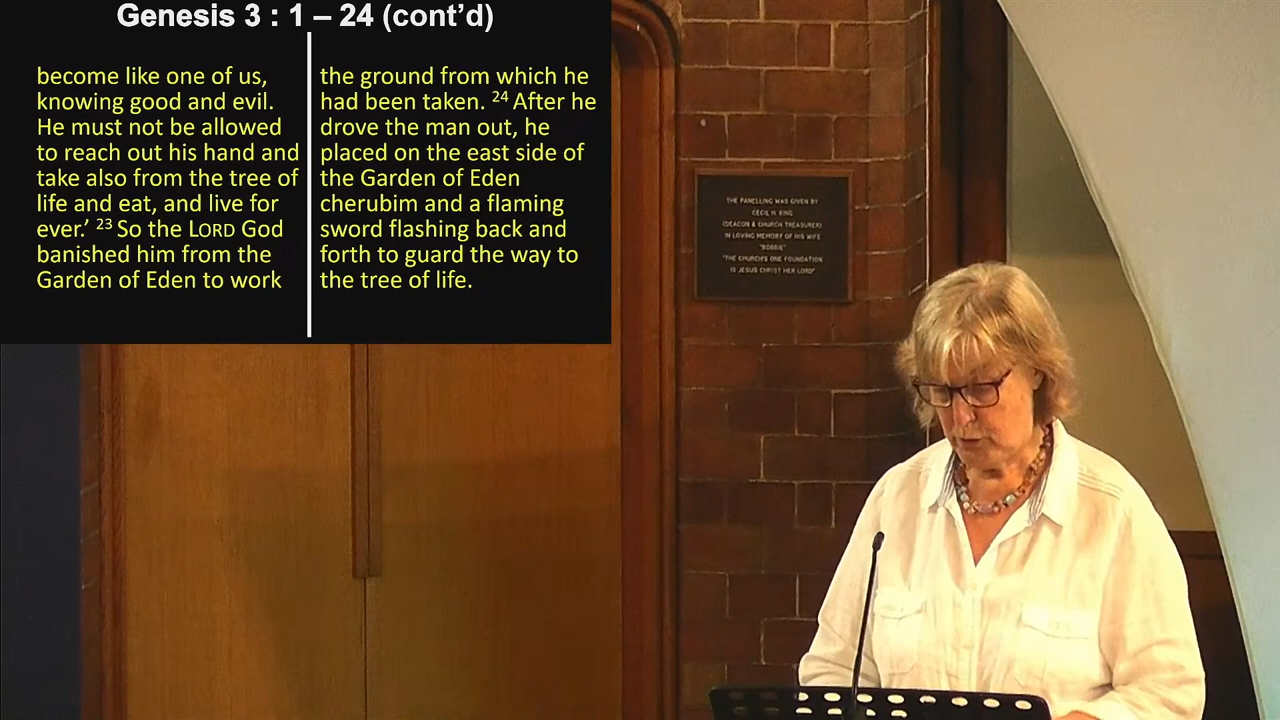 Genesis 3 : 1 – 24 (cont’d)
become like one of us,
knowing good and evil.
He must not be allowed
to reach out his hand and
take also from the tree of
life and eat, and live for
ever.’ 23 So the LORD God
banished him from the
Garden of Eden to work
the ground from which he
had been taken. 24 After he
drove the man out, he
placed on the east side of
the Garden of Eden
cherubim and a flaming
sword flashing back and
forth to guard the way to
the tree of life.
THE PANELLING WAS GIVEN BY
CECIL H. KING
(DEACON & CHURCH TREASURER)
IN LOVING MEMORY OF HIS WIFE
"BOBBIE"
"THE CHURCH'S ONE FOUNDATION
IS JESUS CHRIST HER LORD"